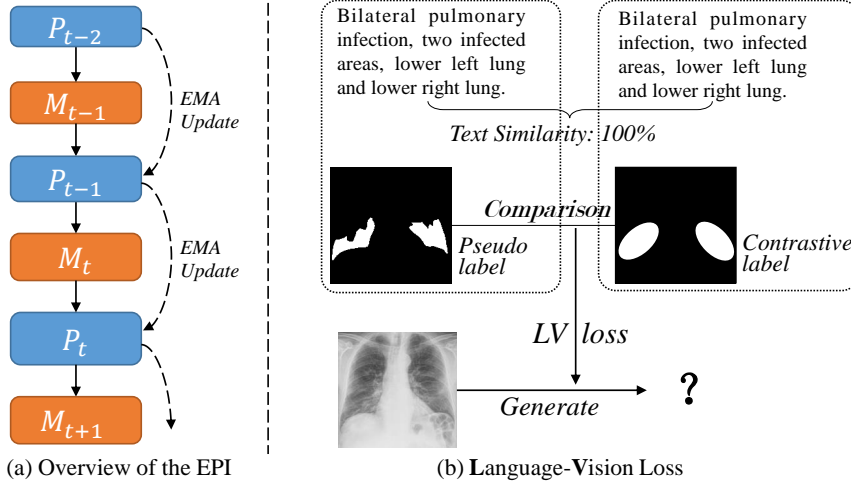 P_{t-2}
M_{t-1}
EMA
Update
P_{t-1}
M_t
EMA
Update
P_t
M_{t+1}
(a) Overview of the EPI
Bilateral pulmonary
infection, two infected
areas, lower left lung
and lower right lung.
Bilateral pulmonary
infection, two infected
areas, lower left lung
and lower right lung.
Text Similarity: 100%
Comparison
Pseudo
label
Contrastive
label
LV loss
Generate
?
(b) Language-Vision Loss